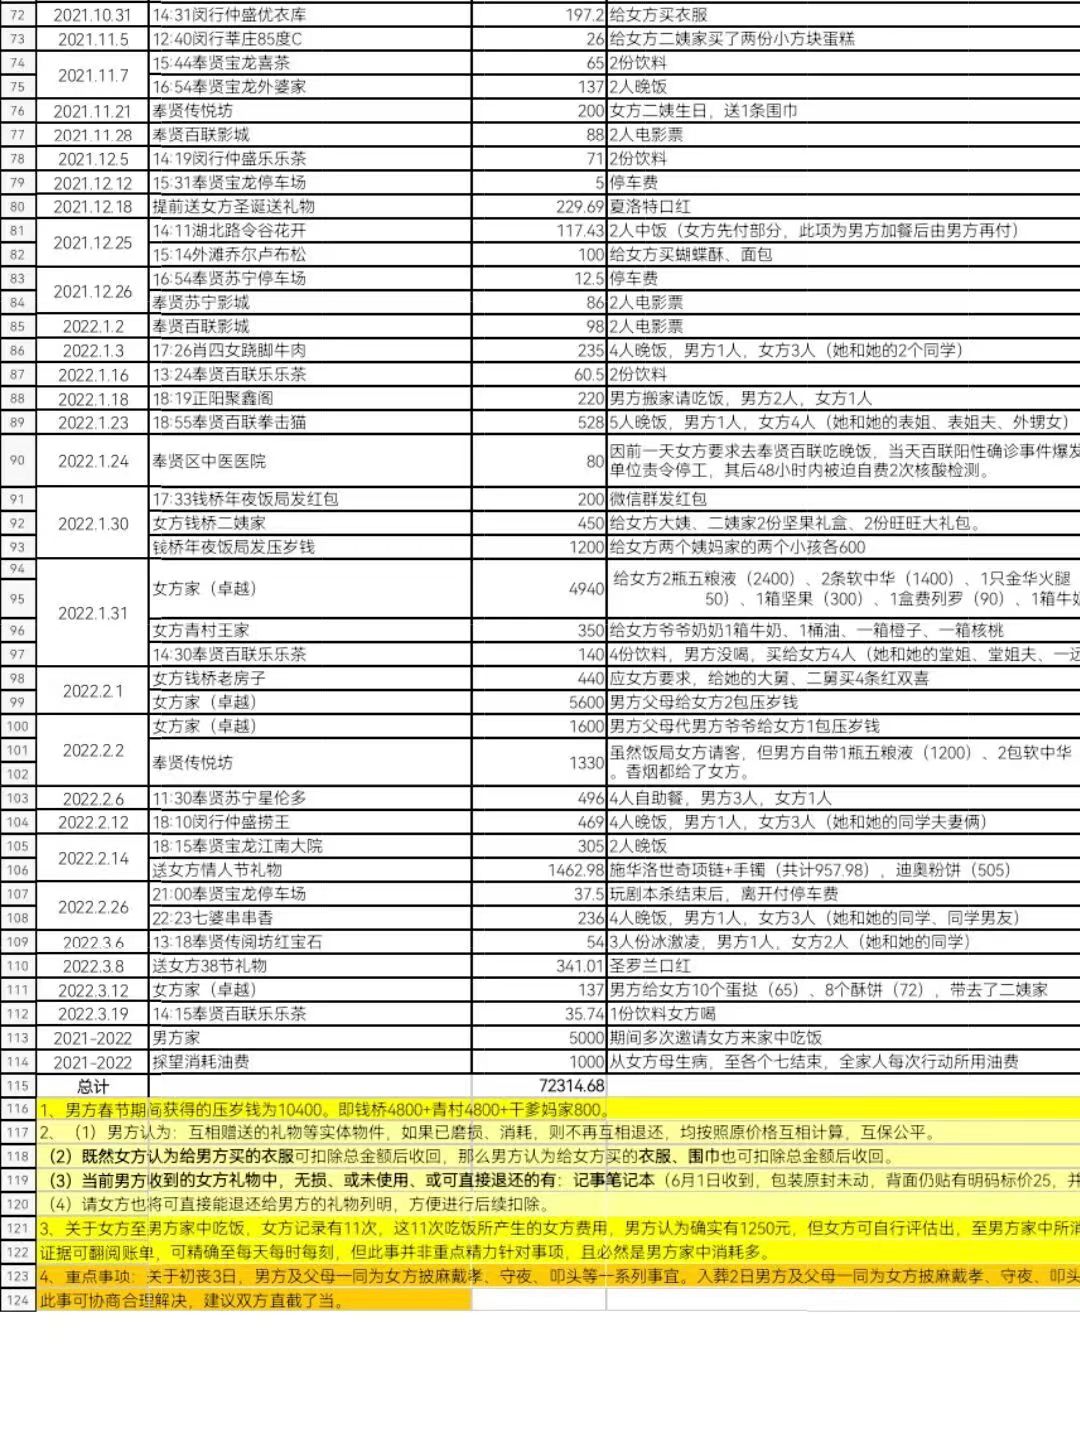 72 2021.10.31 14:31闵行仲盛优衣库 197.2 给女方买衣服
73 2021.11.5 12:40闵行莘庄85度C 26 给女方二姨家买了两份小方块蛋糕
74 2021.11.7 15:44奉贤宝龙喜茶 65 2份饮料
75 16:54奉贤宝龙外婆家 137 2人晚饭
76 2021.11.21 奉贤传悦坊 200 女方二姨生日，送1条围巾
77 2021.11.28 奉贤百联影城 88 2人电影票
78 2021.12.5 14:19闵行仲盛乐乐茶 71 2份饮料
79 2021.12.12 15:31奉贤宝龙停车场 5 停车费
80 2021.12.18 提前送女方圣诞送礼物 229.69 夏洛特口红
81 2021.12.25 14:11湖北路令谷花开 117.43 2人中饭（女方先付部分，此项为男方加餐后由男方再付）
82 15:14外滩乔尔卢布松 100 给女方买蝴蝶酥、面包
83 2021.12.26 16:54奉贤苏宁停车场 12.5 停车费
84 奉贤苏宁影城 86 2人电影票
85 2022.1.2 奉贤百联影城 98 2人电影票
86 2022.1.3 17:26肖四女跷脚牛肉 235 4人晚饭，男方1人，女方3人（她和她的2个同学）
87 2022.1.16 13:24奉贤百联乐乐茶 60.5 2份饮料
88 2022.1.18 18:19正阳聚鑫阁 220 男方搬家请吃饭，男方2人，女方1人
89 2022.1.23 18:55奉贤百联拳击猫 528 5人晚饭，男方1人，女方4人（她和她的表姐、表姐夫、外甥女）
90 2022.1.24 奉贤区中医医院 80 因前一天女方要求去奉贤百联吃晚饭，当天百联阳性确诊事件爆发
单位责令停工，其后48小时内被迫自费2次核酸检测。
91 2022.1.30 17:33钱桥年夜饭局发红包 200 微信群发红包
92 女方钱桥二姨家 450 给女方大姨、二姨家2份坚果礼盒、2份旺旺大礼包。
93 钱桥年夜饭局发压岁钱 1200 给女方两个姨妈家的两个小孩各600
94 2022.1.31 女方家（卓越） 4940 给女方2瓶五粮液（2400）、2条软中华（1400）、1只金华火腿
95 50）、1箱坚果（300）、1盒费列罗（90）、1箱牛奶
96 女方青村王家 350 给女方爷爷奶奶1箱牛奶、1桶油、一箱橙子、一箱核桃
97 14:30奉贤百联乐乐茶 140 4份饮料，男方没喝，买给女方4人（她和她的堂姐、堂姐夫、一远
98 2022.2.1 女方钱桥老房子 440 应女方要求，给她的大舅、二舅买4条红双喜
99 女方家（卓越） 5600 男方父母给女方2包压岁钱
100 2022.2.2 女方家（卓越） 1600 男方父母代男方爷爷给女方1包压岁钱
101 奉贤传悦坊 1330 虽然饭局女方请客，但男方自带1瓶五粮液（1200）、2包软中华
102 。香烟都给了女方。
103 2022.2.6 11:30奉贤苏宁星伦多 496 4人自助餐，男方3人，女方1人
104 2022.2.12 18:10闵行仲盛捞王 469 4人晚饭，男方1人，女方3人（她和她的同学夫妻俩）
105 2022.2.14 18:15奉贤宝龙江南大院 305 2人晚饭
106 送女方情人节礼物 1462.98 施华洛世奇项链+手镯（共计957.98），迪奥粉饼（505）
107 2022.2.26 21:00奉贤宝龙停车场 37.5 玩剧本杀结束后，离开付停车费
108 22:23七婆串串香 236 4人晚饭，男方1人，女方3人（她和她的同学、同学男友）
109 2022.3.6 13:18奉贤传阅坊红宝石 54 3人份冰激凌，男方1人，女方2人（她和她的同学）
110 2022.3.8 送女方38节礼物 341.01 圣罗兰口红
111 2022.3.12 女方家（卓越） 137 男方给女方10个蛋挞（65）、8个酥饼（72），带去了二姨家
112 2022.3.19 14:15奉贤百联乐乐茶 35.74 1份饮料女方喝
113 2021-2022 男方家 5000 期间多次邀请女方来家中吃饭
114 2021-2022 探望消耗油费 1000 从女方母生病，至各个七结束，全家人每次行动所用油费
115 总计 72314.68
116 1、男方春节期间获得的压岁钱为10400。即钱桥4800+青村4800+干爹妈家800。
117 2、（1）男方认为：互相赠送的礼物等实体物件，如果已磨损、消耗，则不再互相退还，均按照原价格互相计算，互保公平。
118 （2）既然女方认为给男方买的衣服可扣除总金额后收回，那么男方认为给女方买的衣服、围巾也可扣除总金额后收回。
119 （3）当前男方收到的女方礼物中，无损、或未使用、或可直接退还的有：记事笔记本（6月1日收到，包装原封未动，背面仍贴有明码标价25，并
120 （4）请女方也将可直接能退还给男方的礼物列明，方便进行后续扣除。
121 3、关于女方至男方家中吃饭，女方记录有11次，这11次吃饭所产生的女方费用，男方认为确实有1250元，但女方可自行评估出，至男方家中所消
122 证据可翻阅账单，可精确至每天每时每刻，但此事并非重点精力针对事项，且必然是男方家中消耗多。
123 4、重点事项：关于初丧3日，男方及父母一同为女方披麻戴孝、守夜、叩头等一系列事宜。入葬2日男方及父母一同为女方披麻戴孝、守夜、叩头
124 此事可协商合理解决，建议双方直截了当。